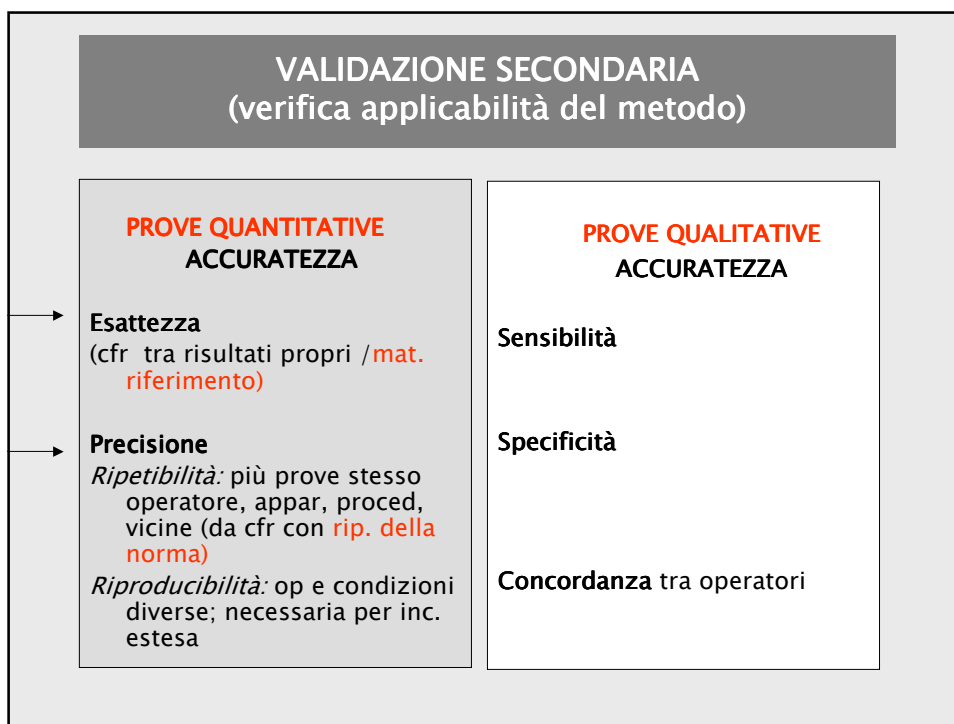 VALIDAZIONE SECONDARIA
(verifica applicabilità del metodo)
PROVE QUANTITATIVE
ACCURATEZZA
Esattezza
(cfr tra risultati propri /mat.
riferimento)
Precisione
Ripetibilità: più prove stesso
operatore, appar, proced,
vicine (da cfr con rip. della
norma)
Riproducibilità: op e condizioni
diverse; necessaria per inc.
estesa
PROVE QUALITATIVE
ACCURATEZZA
Sensibilità
Specificità
Concordanza tra operatori